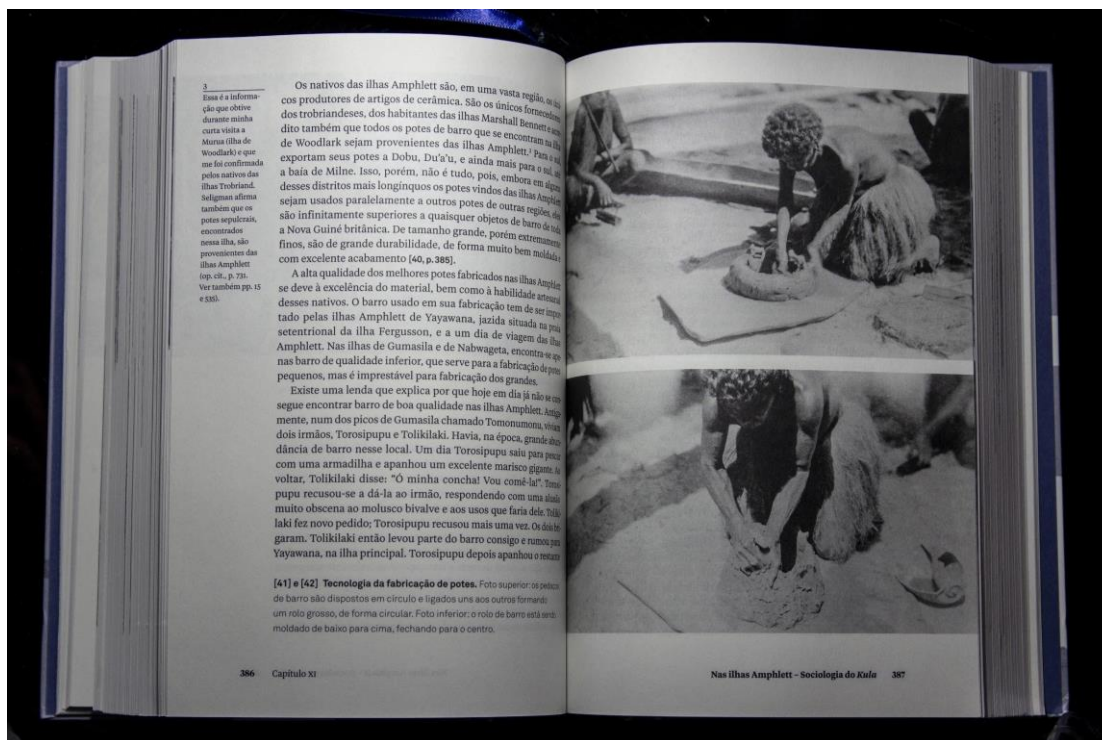 3
Essa é a informa-
ção que obtive
durante minha
curta visita a
Murua (ilha de
Woodlark) e que
me foi confirmada
pelos nativos das
ilhas Trobriand.
Seligman afirma
também que os
potes sepulcrais,
encontrados
nessa ilha, são
provenientes das
ilhas Amphlett
(op. cit., p. 731.
Ver também pp. 15
e 535).
Os nativos das ilhas Amphlett são, em uma vasta região, os
cos produtores de artigos de cerâmica. São os únicos fornecedores
dos trobriandeses, dos habitantes das ilhas Marshall Bennett e
dito também que todos os potes de barro que se encontram na ilha
de Woodlark sejam provenientes das ilhas Amphlett.³ Para o sul,
exportam seus potes a Dobu, Du'a'u, e ainda mais para o sul, até
a baía de Milne. Isso, porém, não é tudo, pois, embora em alguns
desses distritos mais longínquos os potes vindos das ilhas Amphlett
sejam usados paralelamente a outros potes de outras regiões, eles
são infinitamente superiores a quaisquer objetos de barro de toda
a Nova Guiné britânica. De tamanho grande, porém extremamente
finos, são de grande durabilidade, de forma muito bem moldada e
com excelente acabamento [40, p.385].
A alta qualidade dos melhores potes fabricados nas ilhas Amphlett
se deve à excelência do material, bem como à habilidade artesanal
desses nativos. O barro usado em sua fabricação tem de ser impor-
tado pelas ilhas Amphlett de Yayawana, jazida situada na praia
setentrional da ilha Fergusson, e a um dia de viagem das ilhas
Amphlett. Nas ilhas de Gumasila e de Nabwageta, encontra-se ape-
nas barro de qualidade inferior, que serve para a fabricação de potes
pequenos, mas é imprestável para fabricação dos grandes.
Existe uma lenda que explica por que hoje em dia já não se con-
segue encontrar barro de boa qualidade nas ilhas Amphlett. Antiga-
mente, num dos picos de Gumasila chamado Tomonumonu, viviam
dois irmãos, Torosipupu e Tolikilaki. Havia, na época, grande abun-
dância de barro nesse local. Um dia Torosipupu saiu para pescar
com uma armadilha e apanhou um excelente marisco gigante. Ao
voltar, Tolikilaki disse: "Ó minha concha! Vou comê-la!". Torosi-
pupu recusou-se a dá-la ao irmão, respondendo com uma alusão
muito obscena ao molusco bivalve e aos usos que faria dele. Toliki-
laki fez novo pedido; Torosipupu recusou mais uma vez. Os dois bri-
garam. Tolikilaki então levou parte do barro consigo e rumou para
Yayawana, na ilha principal. Torosipupu depois apanhou o restante
[41] e [42] Tecnologia da fabricação de potes. Foto superior: os pedaços
de barro são dispostos em círculo e ligados uns aos outros formando
um rolo grosso, de forma circular. Foto inferior: o rolo de barro está sendo
moldado de baixo para cima, fechando para o centro.
386 Capítulo XI
Nas ilhas Amphlett – Sociologia do Kula 387